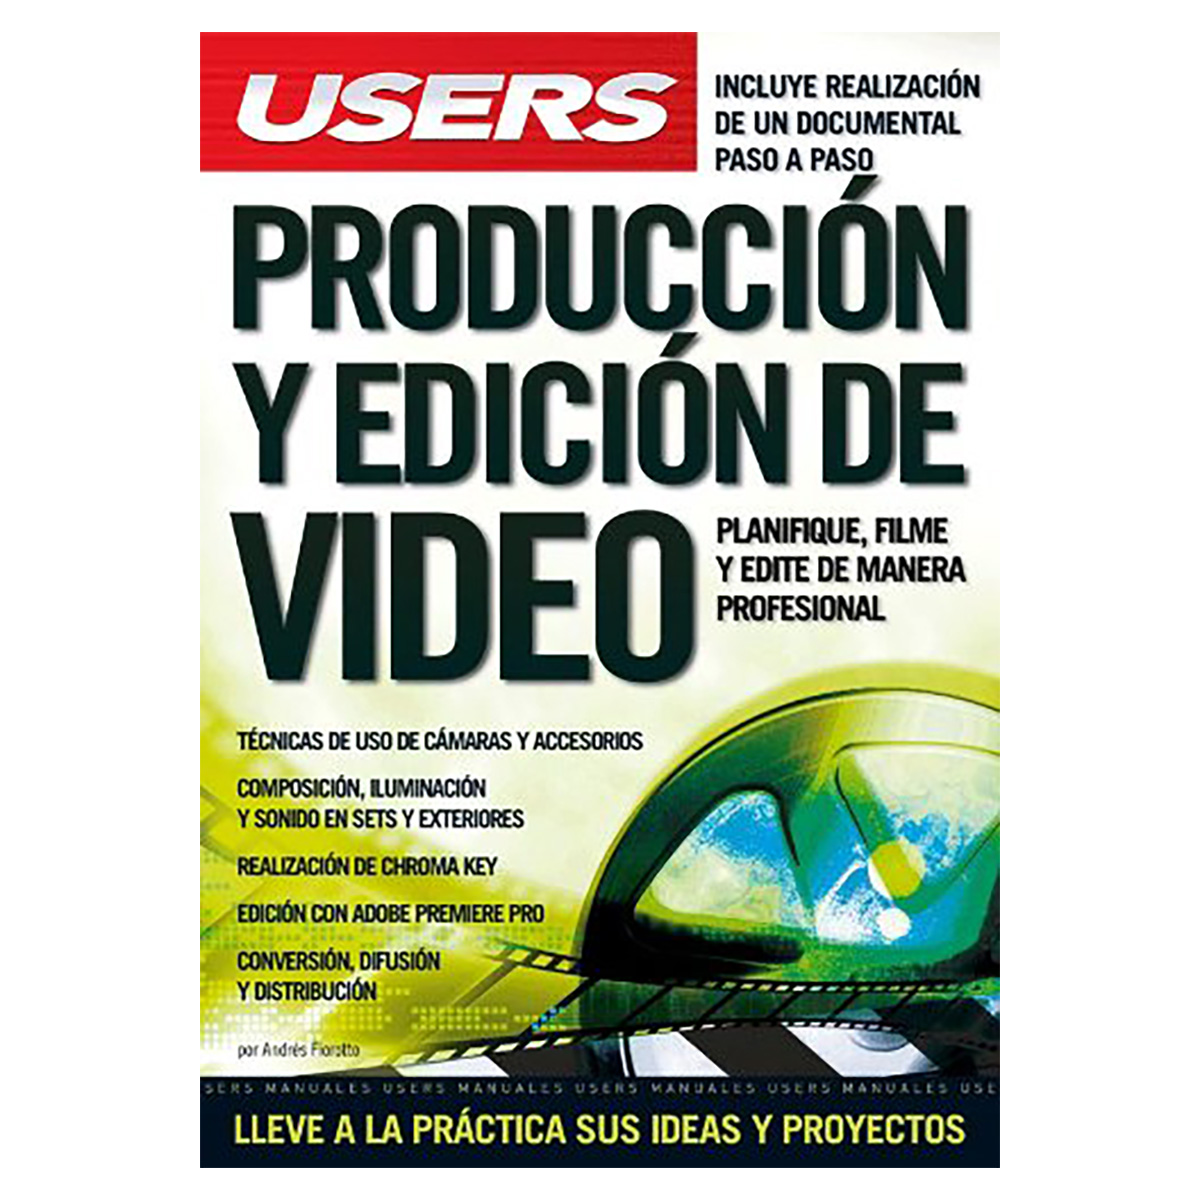 USERS
INCLUYE REALIZACIÓN
DE UN DOCUMENTAL
PASO A PASO
PRODUCCIÓN
Y EDICIÓN DE
VIDEO
PLANIFIQUE, FILME
Y EDITE DE MANERA
PROFESIONAL
TÉCNICAS DE USO DE CÁMARAS Y ACCESORIOS
COMPOSICIÓN, ILUMINACIÓN
Y SONIDO EN SETS Y EXTERIORES
REALIZACIÓN DE CHROMA KEY
EDICIÓN CON ADOBE PREMIERE PRO
CONVERSIÓN, DIFUSIÓN
Y DISTRIBUCIÓN
por Andrés Fiorotto
SERS MANUALES USERS MANUALES USERS MANUALES USERS MANUALES USE
LLEVE A LA PRÁCTICA SUS IDEAS Y PROYECTOS